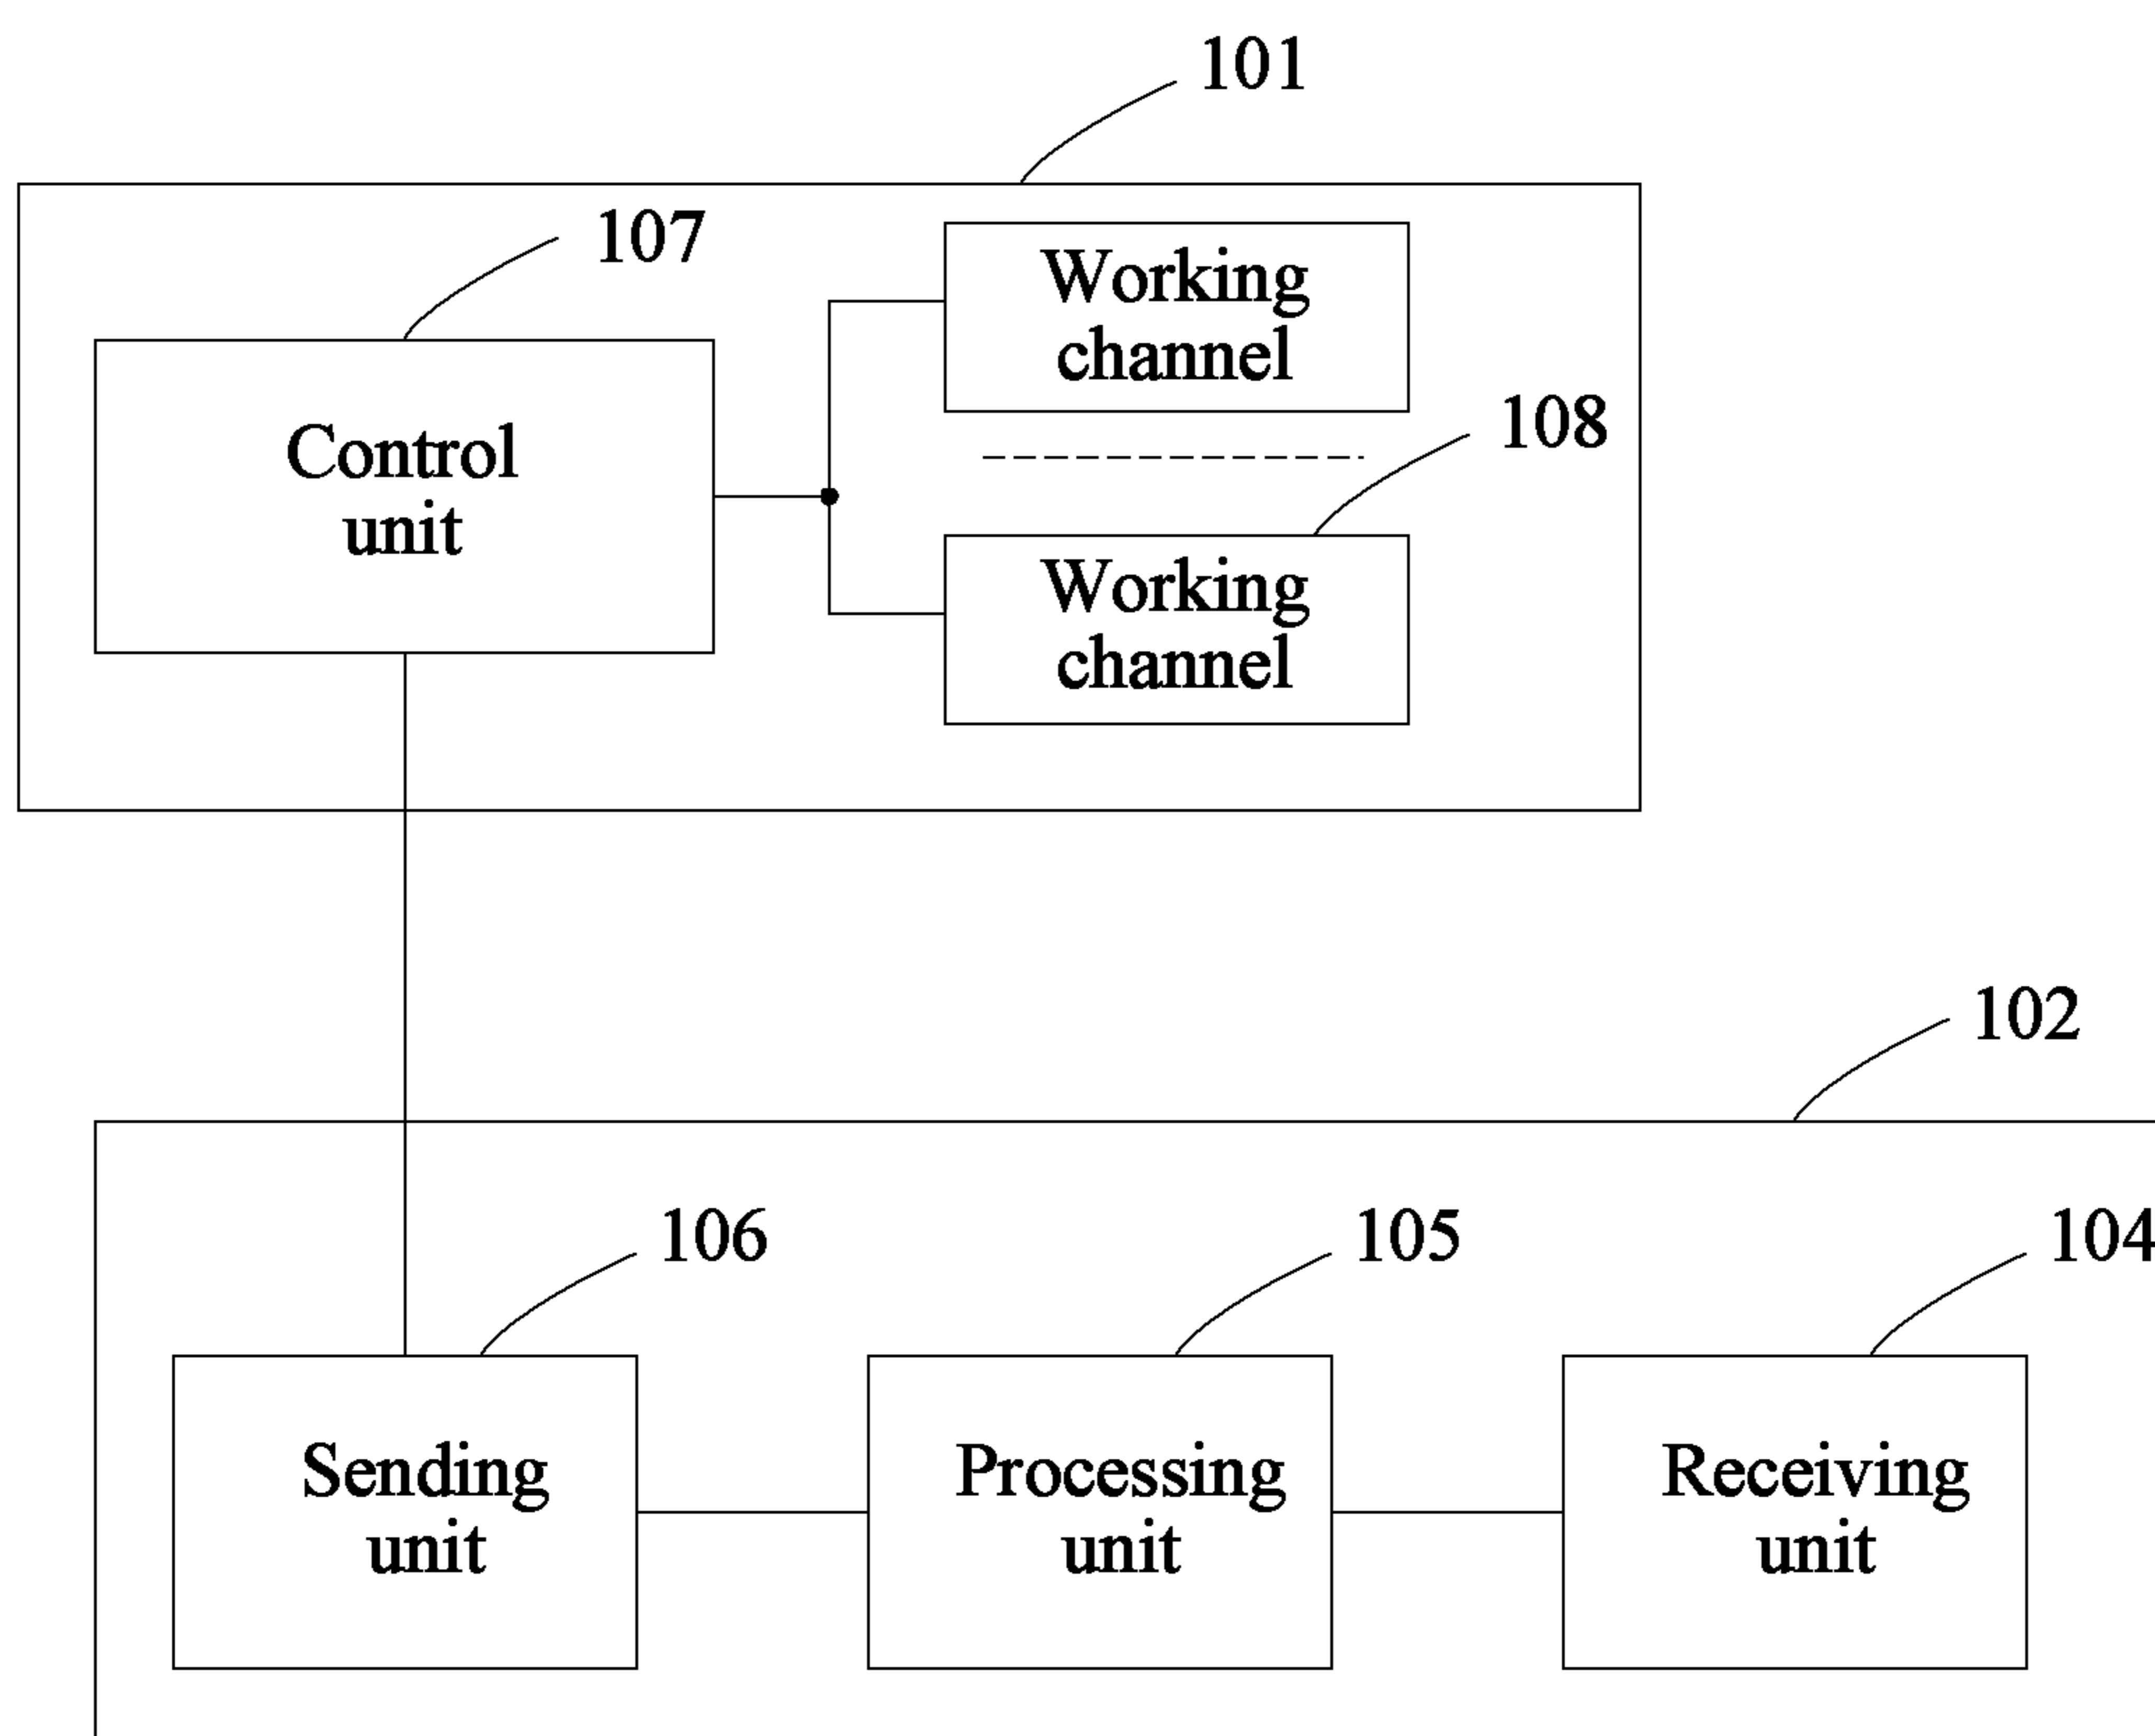 101
107
Working
channel
108
Control
unit
Working
channel
102
106
105
104
Sending
unit
Processing
unit
Receiving
unit